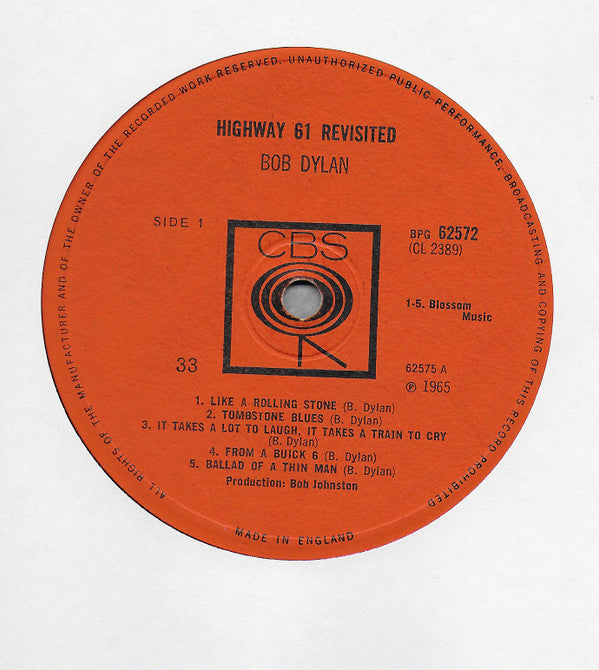 ALL RIGHTS OF THE MANUFACTURER AND OF THE OWNER OF THE RECORDED WORK RESERVED. UNAUTHORIZED PUBLIC PERFORMANCE, BROADCASTING AND COPYING OF THIS RECORD PROHIBITED
HIGHWAY 61 REVISITED
BOB DYLAN
SIDE 1
CBS
BPG 62572
(CL 2389)
1-5. Blossom
Music
33
62575 A
℗ 1965
1. LIKE A ROLLING STONE (B. Dylan)
2. TOMBSTONE BLUES (B. Dylan)
3. IT TAKES A LOT TO LAUGH, IT TAKES A TRAIN TO CRY
(B. Dylan)
4. FROM A BUICK 6 (B. Dylan)
5. BALLAD OF A THIN MAN (B. Dylan)
Production: Bob Johnston
MADE IN ENGLAND